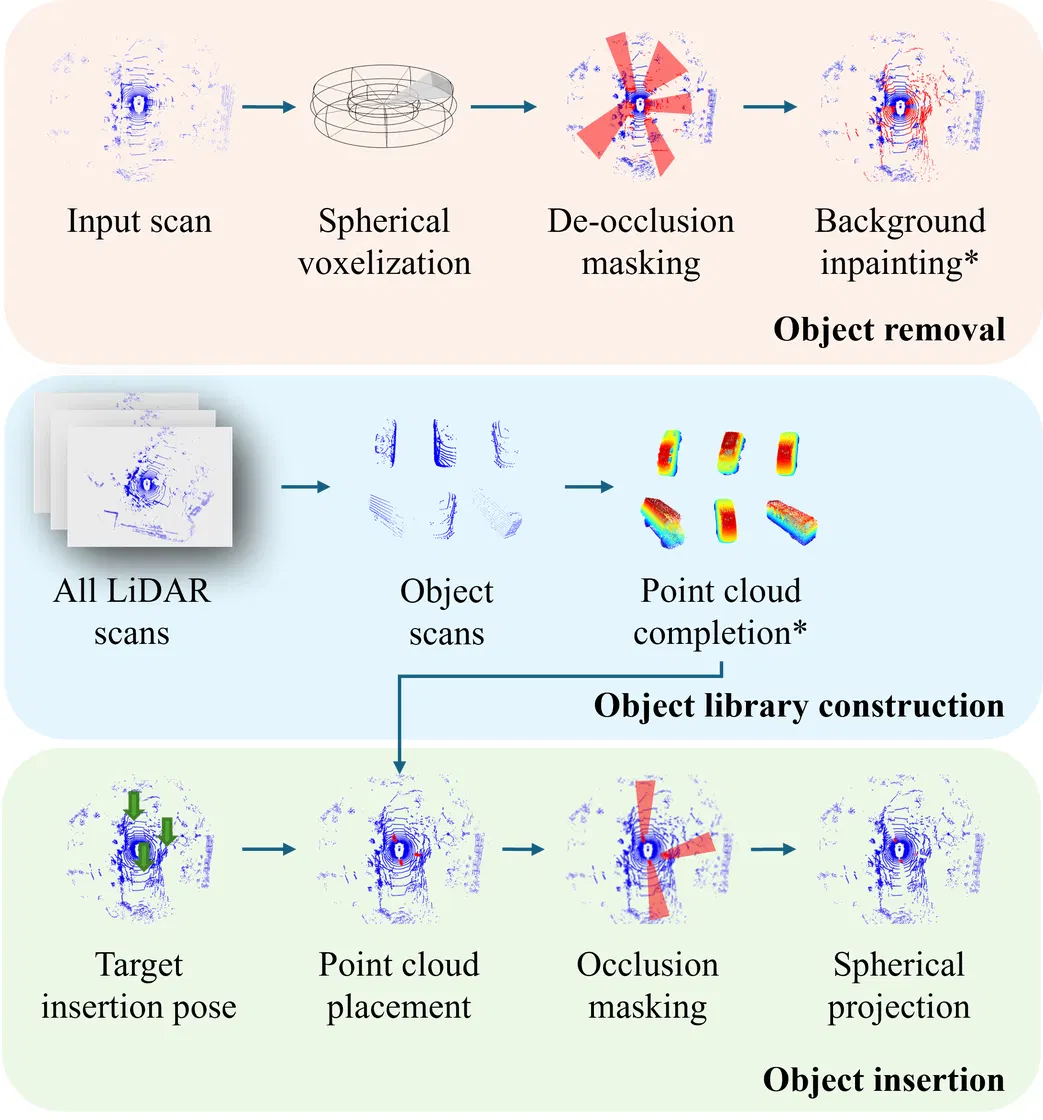 Input scan
Spherical
voxelization
De-occlusion
masking
Background
inpainting*
Object removal
All LiDAR
scans
Object
scans
Point cloud
completion*
Object library construction
Target
insertion pose
Point cloud
placement
Occlusion
masking
Spherical
projection
Object insertion